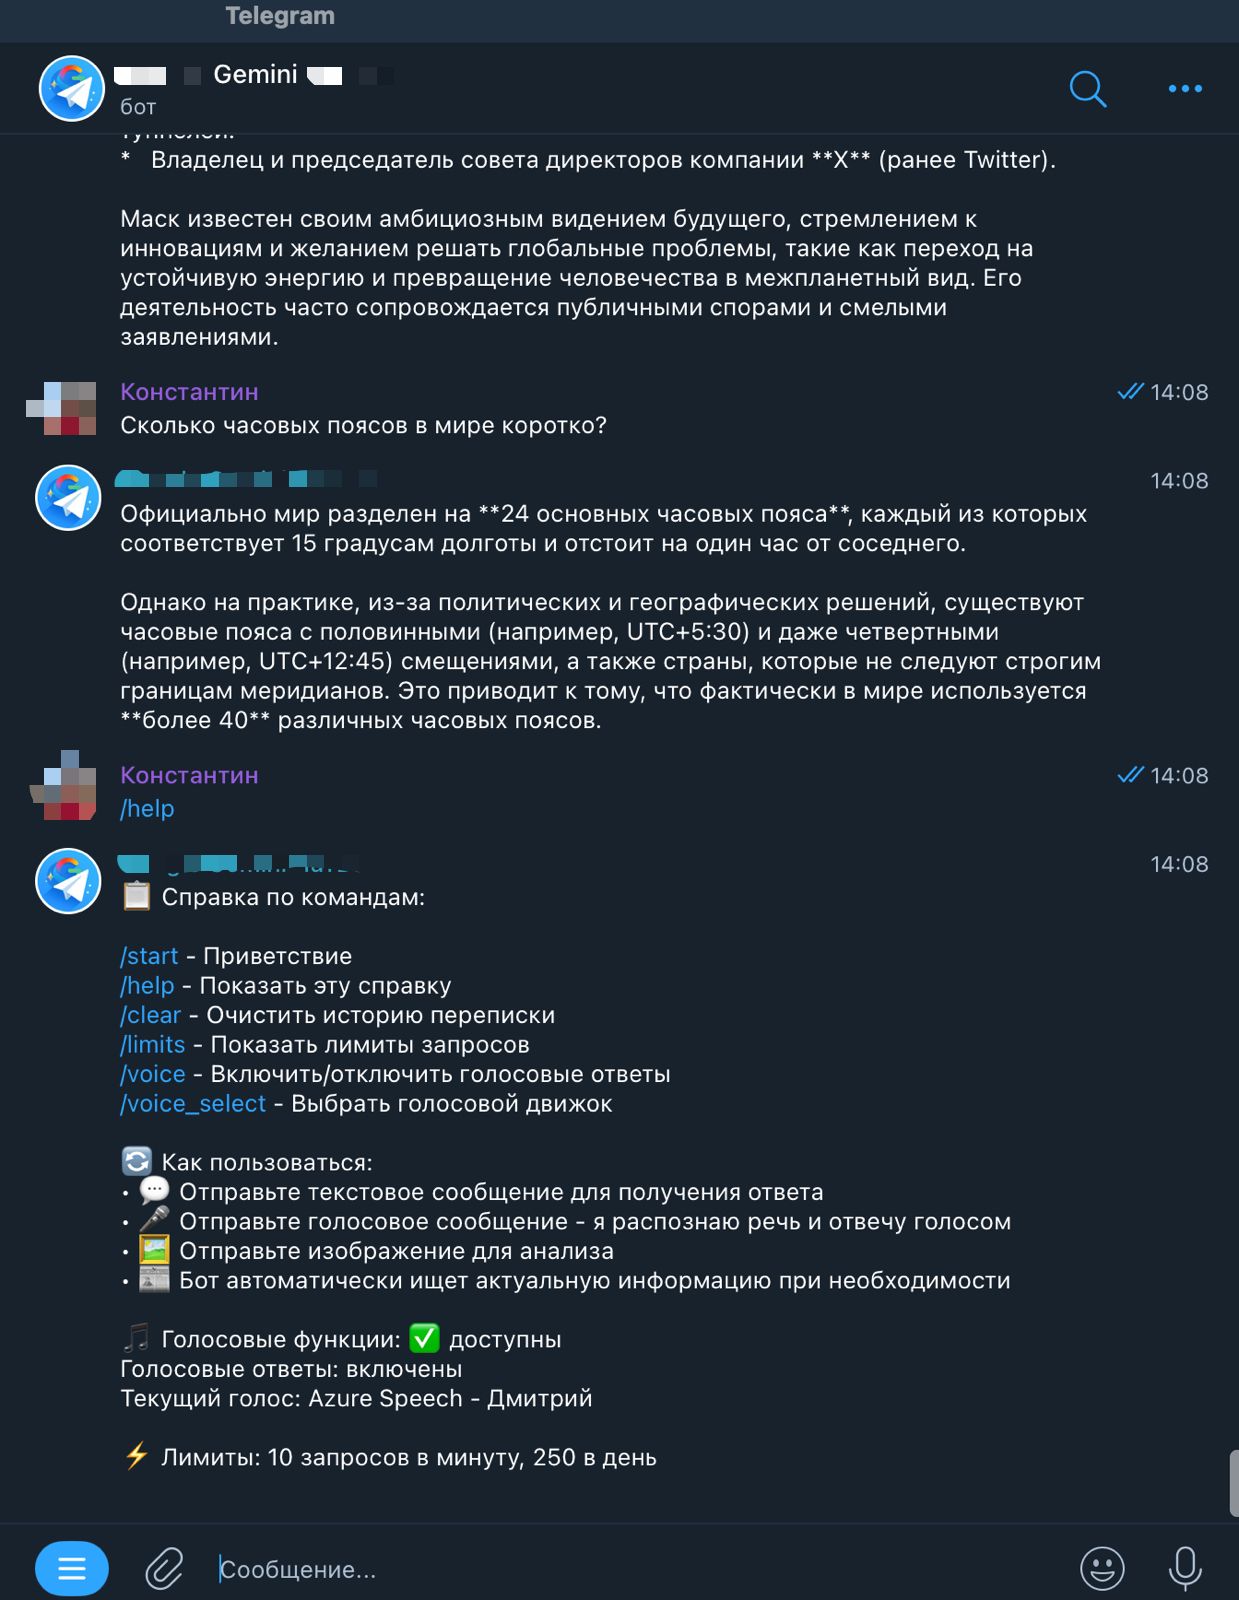 Telegram
Gemini
бот
туннелей.
* Владелец и председатель совета директоров компании **X** (ранее Twitter).
Маск известен своим амбициозным видением будущего, стремлением к
инновациям и желанием решать глобальные проблемы, такие как переход на
устойчивую энергию и превращение человечества в межпланетный вид. Его
деятельность часто сопровождается публичными спорами и смелыми
заявлениями.
Константин 14:08
Сколько часовых поясов в мире коротко?
14:08
Официально мир разделен на **24 основных часовых пояса**, каждый из которых
соответствует 15 градусам долготы и отстоит на один час от соседнего.
Однако на практике, из-за политических и географических решений, существуют
часовые пояса с половинными (например, UTC+5:30) и даже четвертными
(например, UTC+12:45) смещениями, а также страны, которые не следуют строгим
границам меридианов. Это приводит к тому, что фактически в мире используется
**более 40** различных часовых поясов.
Константин 14:08
/help
14:08
📋 Справка по командам:
/start - Приветствие
/help - Показать эту справку
/clear - Очистить историю переписки
/limits - Показать лимиты запросов
/voice - Включить/отключить голосовые ответы
/voice_select - Выбрать голосовой движок
🔄 Как пользоваться:
• 💬 Отправьте текстовое сообщение для получения ответа
• 🎤 Отправьте голосовое сообщение - я распознаю речь и отвечу голосом
• 🖼 Отправьте изображение для анализа
• 📰 Бот автоматически ищет актуальную информацию при необходимости
🎵 Голосовые функции: ✅ доступны
Голосовые ответы: включены
Текущий голос: Azure Speech - Дмитрий
⚡ Лимиты: 10 запросов в минуту, 250 в день
Сообщение...